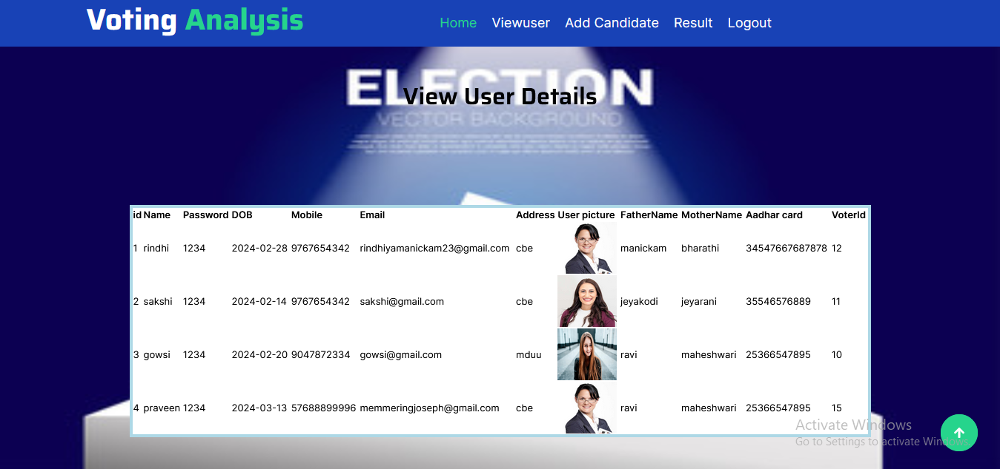 Voting Analysis
Home Viewuser Add Candidate Result Logout
ELECTION
View User Details
VECTOR BACKGROUND
id Name Password DOB Mobile Email Address User picture FatherName MotherName Aadhar card VoterId
1 rindhi 1234 2024-02-28 9767654342 rindhiyamanickam23@gmail.com cbe manickam bharathi 34547667687878 12
2 sakshi 1234 2024-02-14 9767654342 sakshi@gmail.com cbe jeyakodi jeyarani 35546576889 11
3 gowsi 1234 2024-02-20 9047872334 gowsi@gmail.com mduu ravi maheshwari 25366547895 10
4 praveen 1234 2024-03-13 57688899996 memmeringjoseph@gmail.com cbe ravi maheshwari 25366547895 15
Activate Windows
Go to Settings to activate Windows.